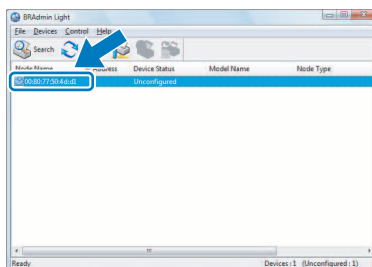 BRAdmin Light
File Devices Control Help
Search
Node Name Address Device Status Model Name Node Type
00:80:77:50:4d:d1 Unconfigured
Ready Devices: 1 (Unconfigured: 1)